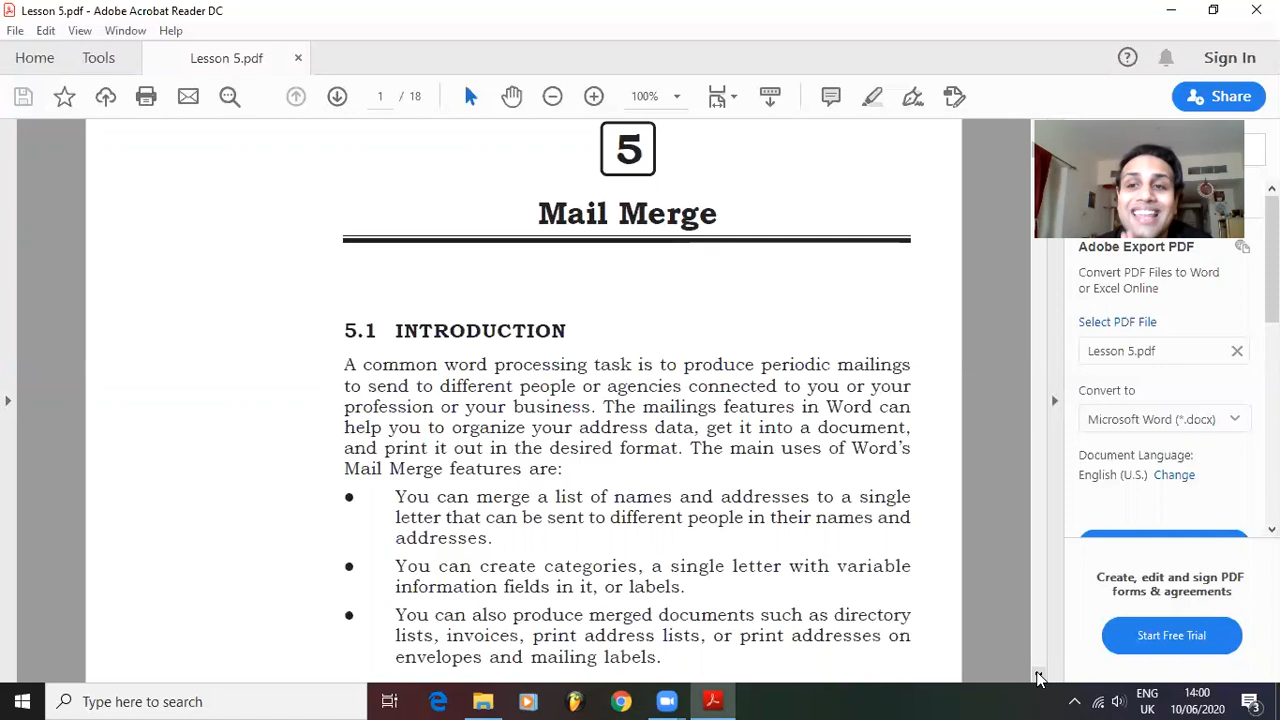 Lesson 5.pdf - Adobe Acrobat Reader DC
File Edit View Window Help
Home Tools Lesson 5.pdf Sign In
1 / 18 100% Share
5
Mail Merge
5.1 INTRODUCTION
A common word processing task is to produce periodic mailings
to send to different people or agencies connected to you or your
profession or your business. The mailings features in Word can
help you to organize your address data, get it into a document,
and print it out in the desired format. The main uses of Word's
Mail Merge features are:
● You can merge a list of names and addresses to a single
letter that can be sent to different people in their names and
addresses.
● You can create categories, a single letter with variable
information fields in it, or labels.
● You can also produce merged documents such as directory
lists, invoices, print address lists, or print addresses on
envelopes and mailing labels.
Adobe Export PDF
Convert PDF Files to Word
or Excel Online
Select PDF File
Lesson 5.pdf
Convert to
Microsoft Word (*.docx)
Document Language:
English (U.S.) Change
Create, edit and sign PDF
forms & agreements
Start Free Trial
Type here to search
ENG 14:00
UK 10/06/2020 3